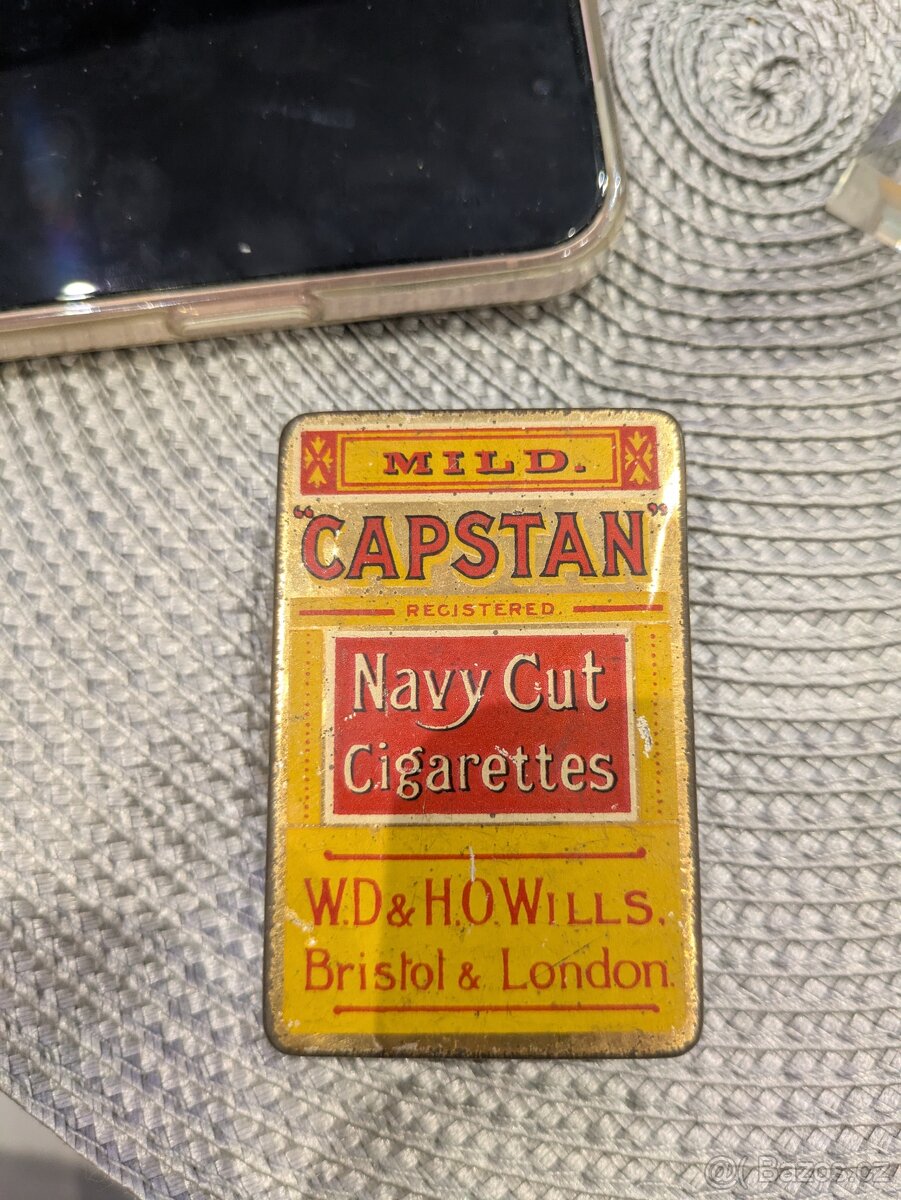 MILD.
"CAPSTAN"
REGISTERED.
Navy Cut
Cigarettes
W.D & H.O.WILLS.
Bristol & London.
Bazos.cz